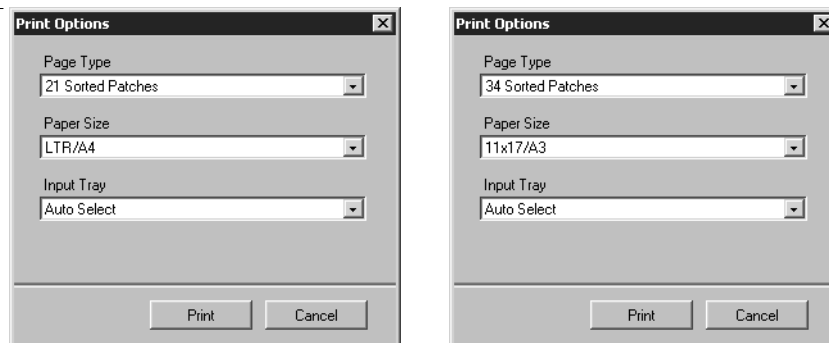 Print Options
Page Type
21 Sorted Patches
Paper Size
LTR/A4
Input Tray
Auto Select
Print Cancel
Print Options
Page Type
34 Sorted Patches
Paper Size
11x17/A3
Input Tray
Auto Select
Print Cancel